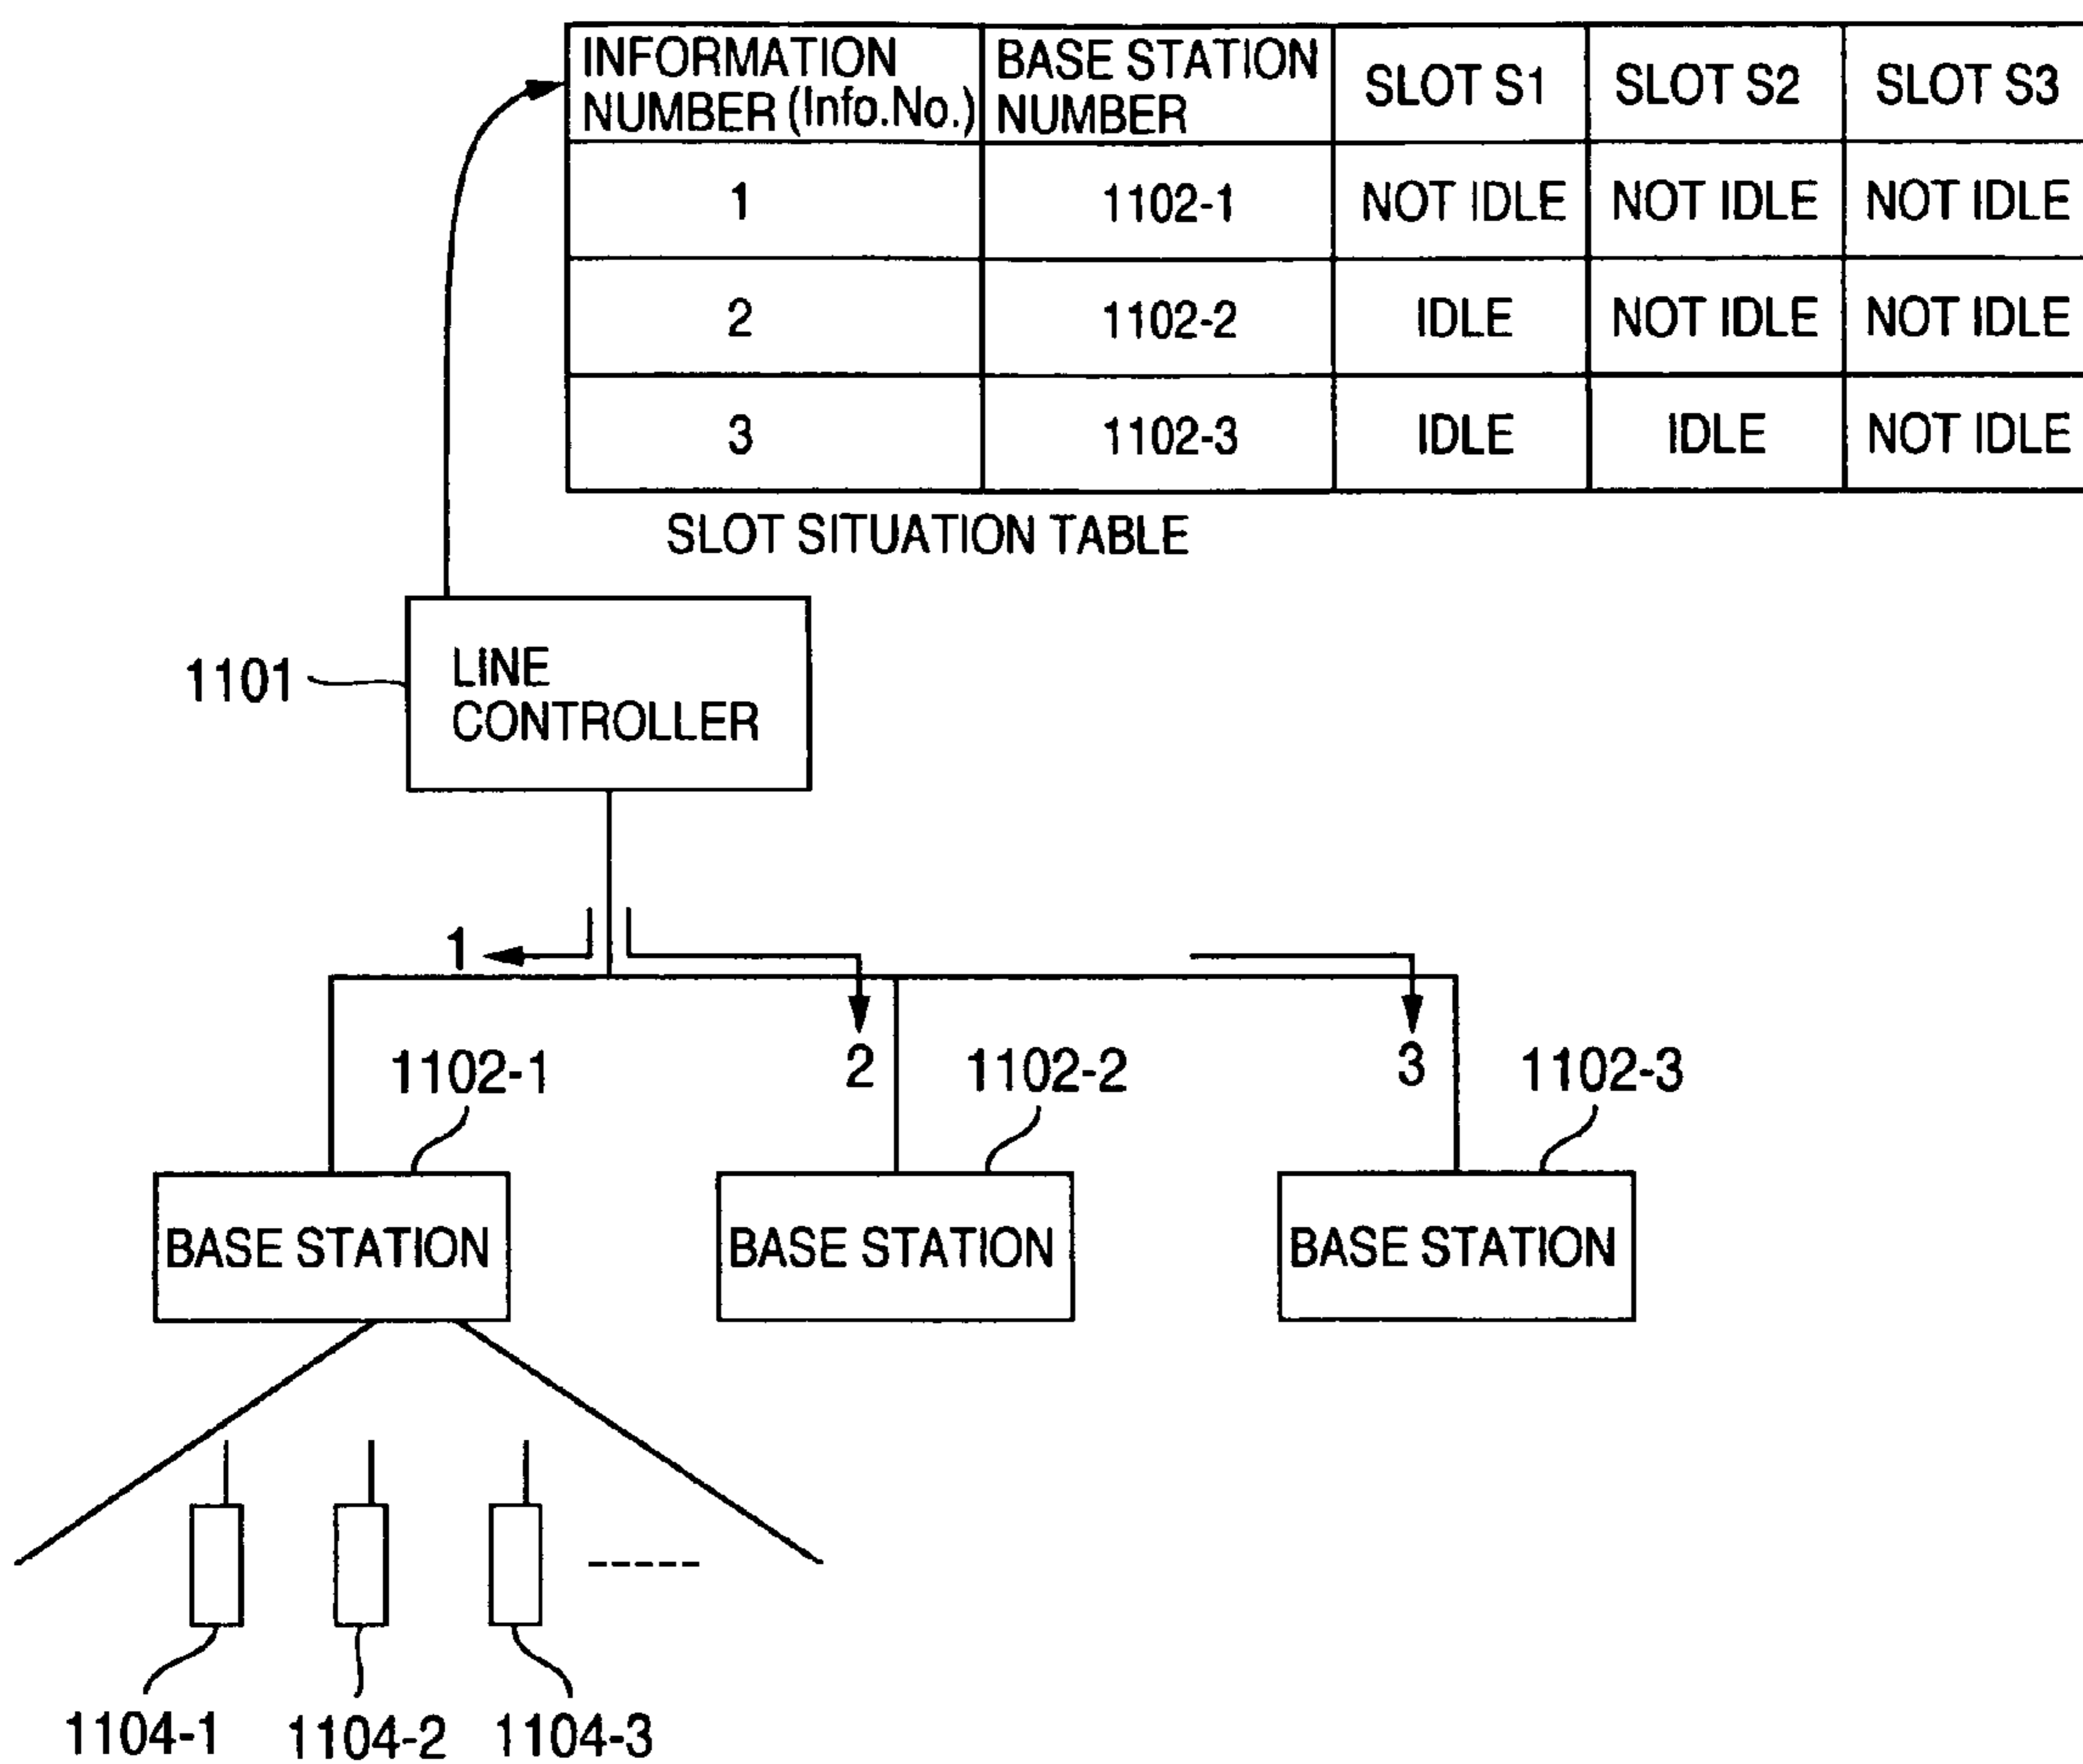 INFORMATION NUMBER (Info.No.) BASE STATION NUMBER SLOT S1 SLOT S2 SLOT S3
1 1102-1 NOT IDLE NOT IDLE NOT IDLE
2 1102-2 IDLE NOT IDLE NOT IDLE
3 1102-3 IDLE IDLE NOT IDLE
SLOT SITUATION TABLE
1101
LINE
CONTROLLER
1
2
3
1102-1
1102-2
1102-3
BASE STATION
BASE STATION
BASE STATION
1104-1
1104-2
1104-3